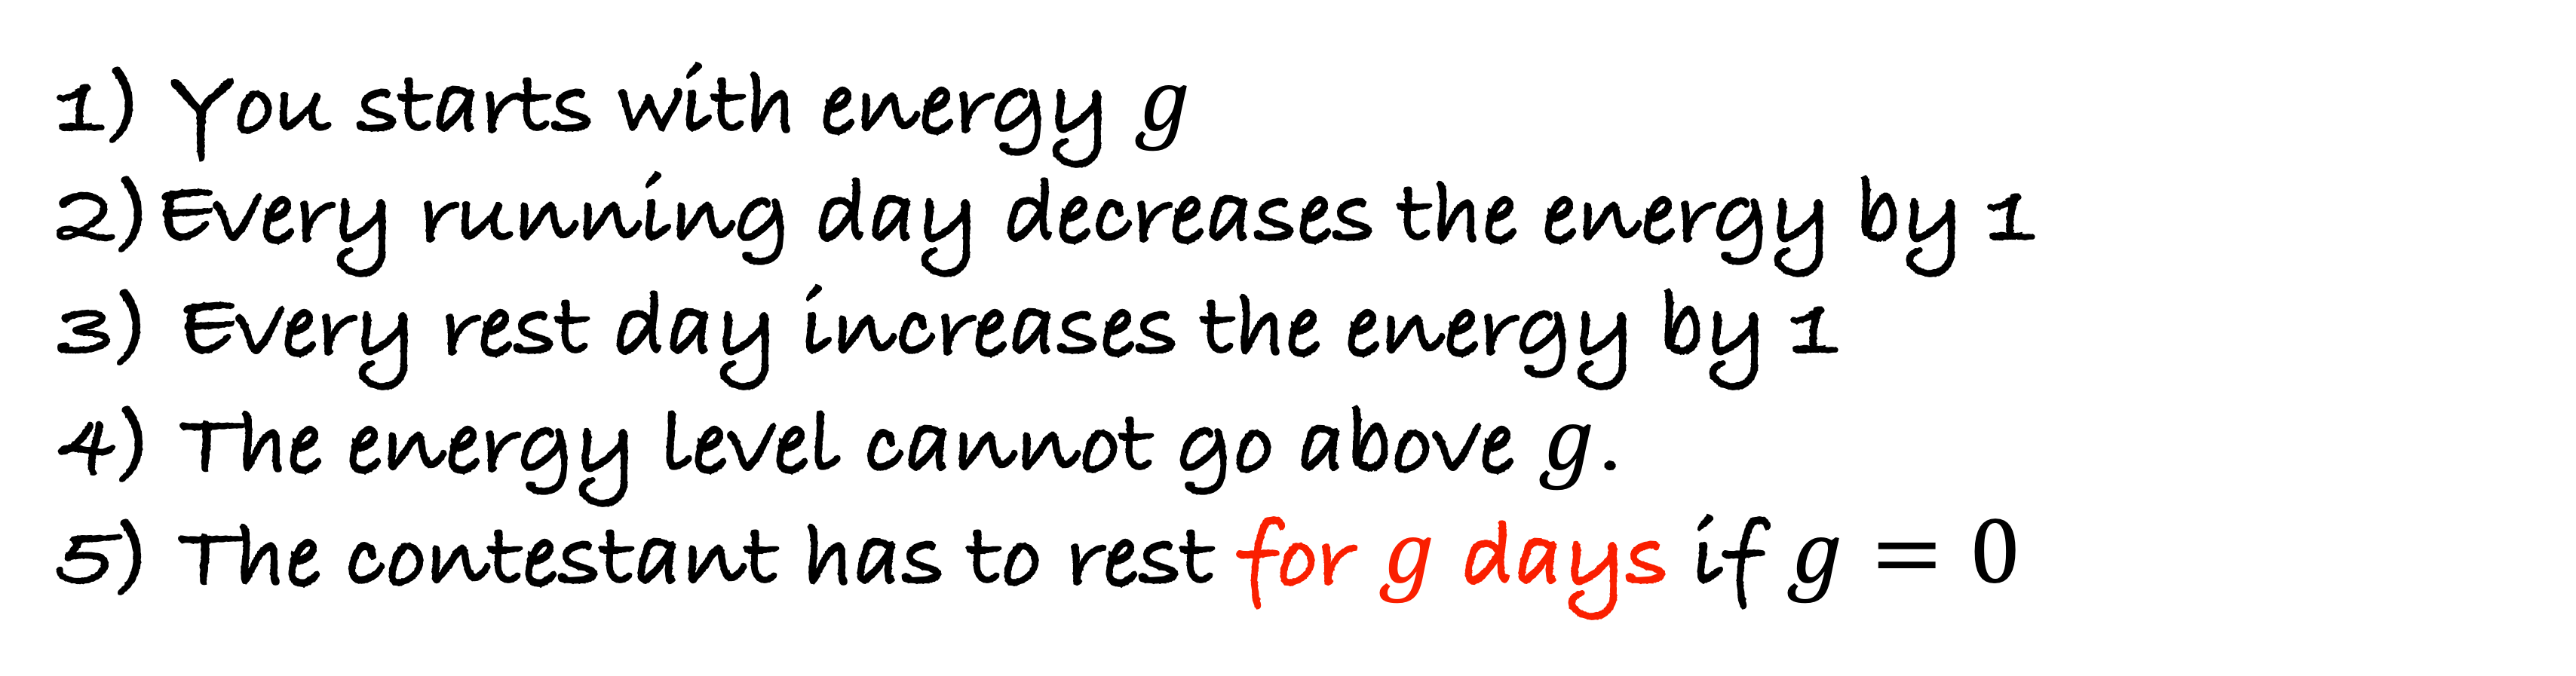 1) You starts with energy g
2) Every running day decreases the energy by 1
3) Every rest day increases the energy by 1
4) The energy level cannot go above g.
5) The contestant has to rest for g days if g = 0